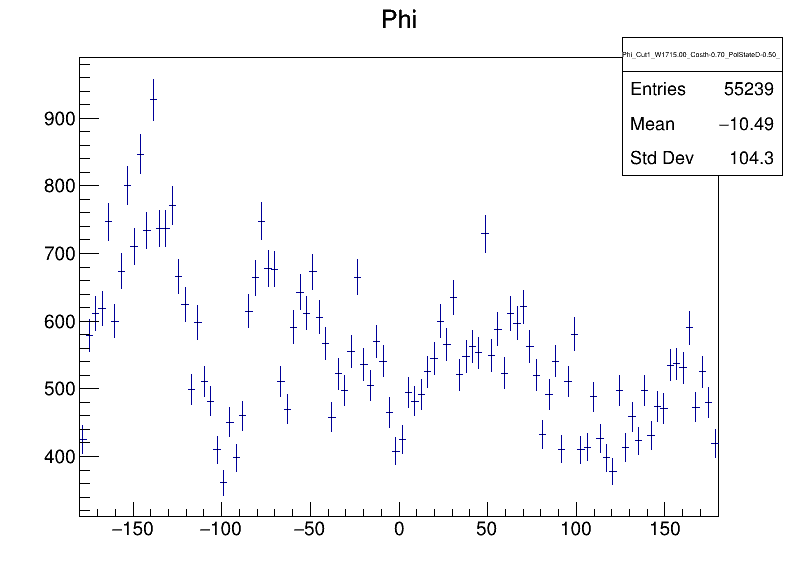 Phi
Phi_Cut1_W1715.00_Costh-0.70_PolStateD-0.50_
Entries 55239
Mean −10.49
Std Dev 104.3
900
800
700
600
500
400
−150 −100 −50 0 50 100 150